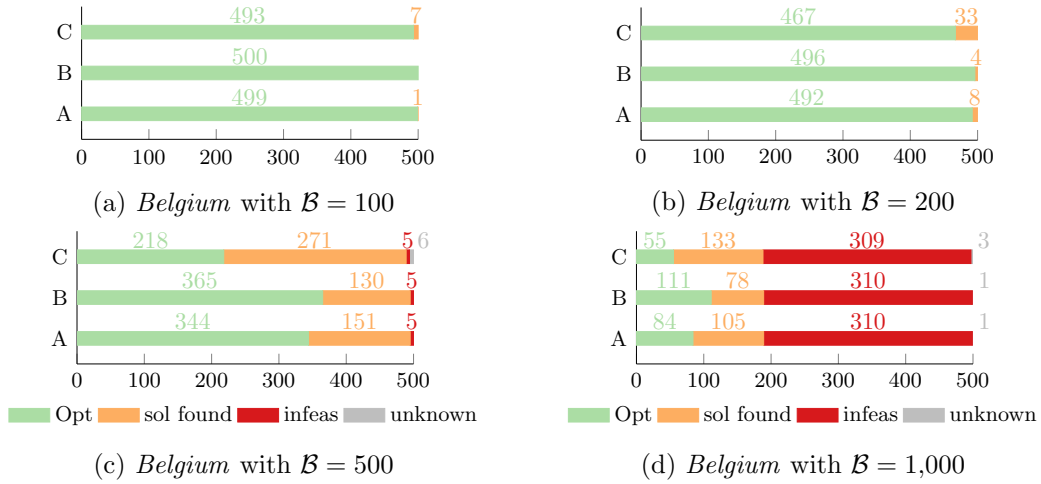 C 493 7
B 500
A 499 1
0 100 200 300 400 500
(a) Belgium with B = 100
C 467 33
B 496 4
A 492 8
0 100 200 300 400 500
(b) Belgium with B = 200
C 218 271 5 6
B 365 130 5
A 344 151 5
0 100 200 300 400 500
Opt sol found infeas unknown
(c) Belgium with B = 500
C 55 133 309 3
B 111 78 310 1
A 84 105 310 1
0 100 200 300 400 500
Opt sol found infeas unknown
(d) Belgium with B = 1,000